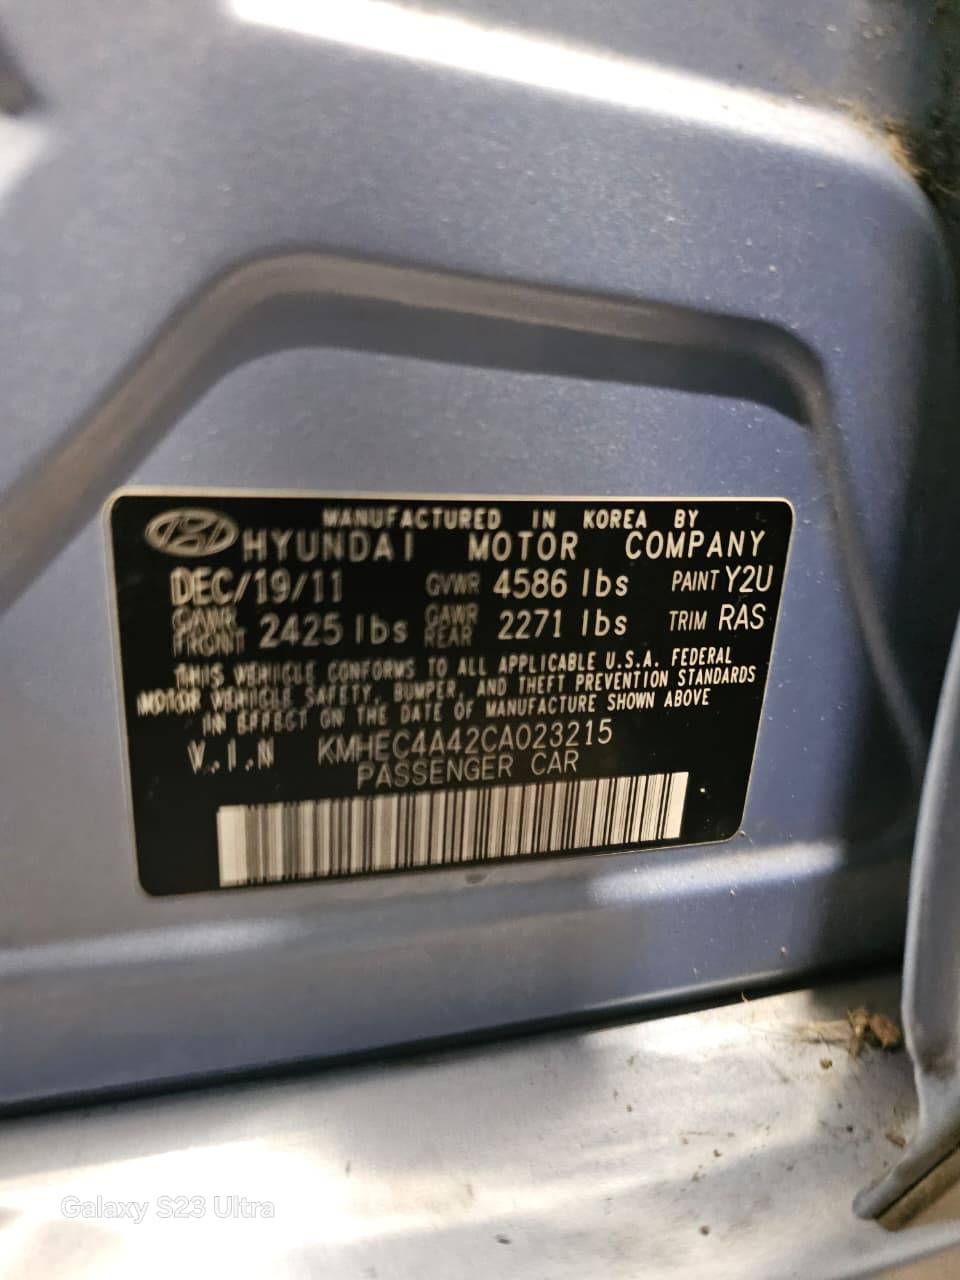 MANUFACTURED IN KOREA BY
HYUNDAI MOTOR COMPANY
DEC/19/11 GVWR 4586 lbs PAINT Y2U
GAWR FRONT 2425 lbs GAWR REAR 2271 lbs TRIM RAS
THIS VEHICLE CONFORMS TO ALL APPLICABLE U.S.A. FEDERAL
MOTOR VEHICLE SAFETY, BUMPER, AND THEFT PREVENTION STANDARDS
IN EFFECT ON THE DATE OF MANUFACTURE SHOWN ABOVE
V.I.N KMHEC4A42CA023215
PASSENGER CAR
Galaxy S23 Ultra